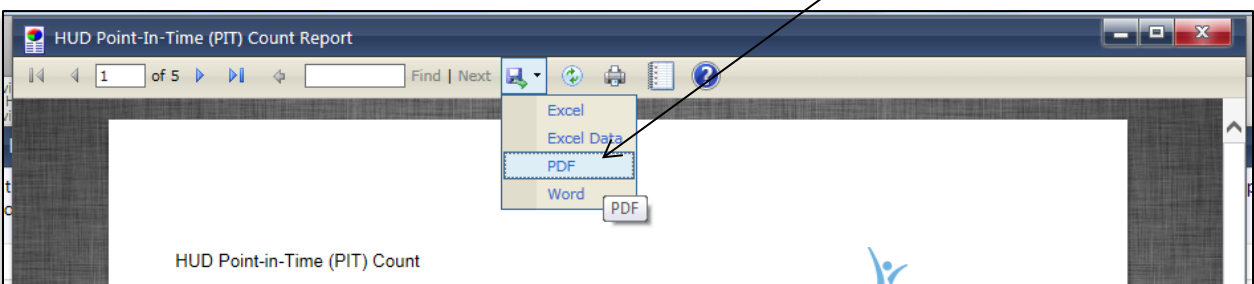 HUD Point-In-Time (PIT) Count Report
1 of 5 Find | Next
Excel
Excel Data
PDF
Word
PDF
HUD Point-in-Time (PIT) Count